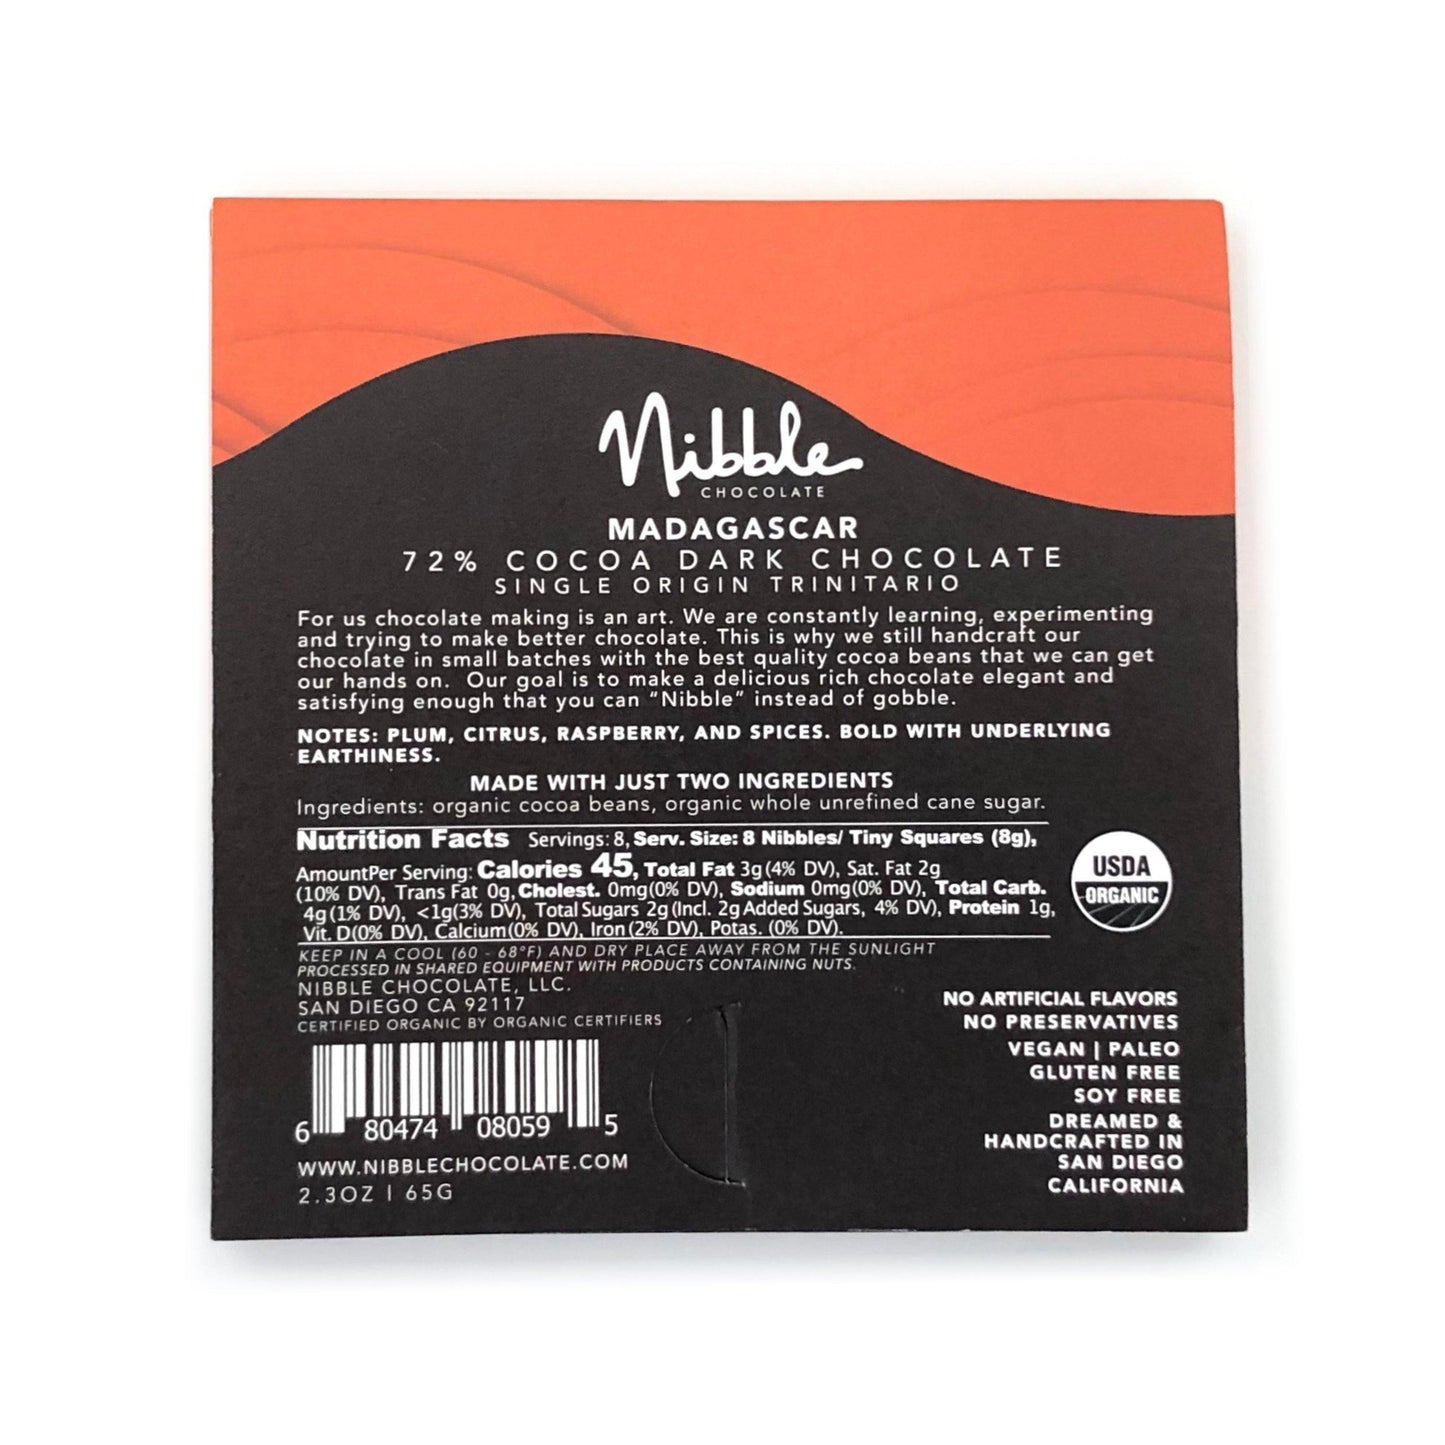 Nibble
CHOCOLATE
MADAGASCAR
72% COCOA DARK CHOCOLATE
SINGLE ORIGIN TRINITARIO
For us chocolate making is an art. We are constantly learning, experimenting
and trying to make better chocolate. This is why we still handcraft our
chocolate in small batches with the best quality cocoa beans that we can get
our hands on. Our goal is to make a delicious rich chocolate elegant and
satisfying enough that you can “Nibble” instead of gobble.
NOTES: PLUM, CITRUS, RASPBERRY, AND SPICES. BOLD WITH UNDERLYING
EARTHINESS.
MADE WITH JUST TWO INGREDIENTS
Ingredients: organic cocoa beans, organic whole unrefined cane sugar.
Nutrition Facts Servings: 8, Serv. Size: 8 Nibbles/ Tiny Squares (8g),
AmountPer Serving: Calories 45, Total Fat 3g (4% DV), Sat. Fat 2g
(10% DV), Trans Fat 0g, Cholest. 0mg(0% DV), Sodium 0mg(0% DV), Total Carb.
4g (1% DV), <1g(3% DV), Total Sugars 2g (Incl. 2g Added Sugars, 4% DV), Protein 1g,
Vit. D(0% DV), Calcium(0% DV), Iron (2% DV), Potas. (0% DV).
USDA
ORGANIC
KEEP IN A COOL (60 - 68°F) AND DRY PLACE AWAY FROM THE SUNLIGHT
PROCESSED IN SHARED EQUIPMENT WITH PRODUCTS CONTAINING NUTS.
NIBBLE CHOCOLATE, LLC.
SAN DIEGO CA 92117
CERTIFIED ORGANIC BY ORGANIC CERTIFIERS
6 80474 08059 5
WWW.NIBBLECHOCOLATE.COM
2.3OZ | 65G
NO ARTIFICIAL FLAVORS
NO PRESERVATIVES
VEGAN | PALEO
GLUTEN FREE
SOY FREE
DREAMED &
HANDCRAFTED IN
SAN DIEGO
CALIFORNIA